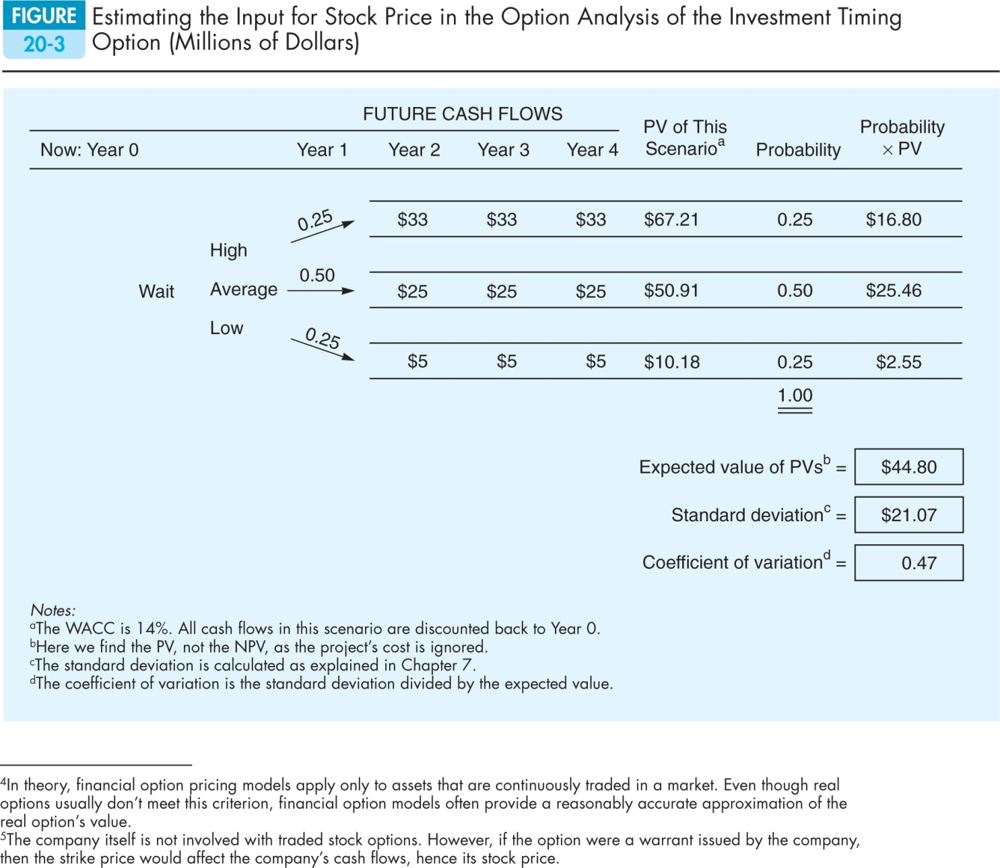 FIGURE
20-3
Estimating the Input for Stock Price in the Option Analysis of the Investment Timing
Option (Millions of Dollars)
FUTURE CASH FLOWS
Now: Year 0 Year 1 Year 2 Year 3 Year 4 PV of This Scenarioᵃ Probability Probability × PV
0.25 $33 $33 $33 $67.21 0.25 $16.80
High
0.50
Wait Average $25 $25 $25 $50.91 0.50 $25.46
Low
0.25 $5 $5 $5 $10.18 0.25 $2.55
1.00
Expected value of PVsᵇ = $44.80
Standard deviationᶜ = $21.07
Coefficient of variationᵈ = 0.47
Notes:
ᵃThe WACC is 14%. All cash flows in this scenario are discounted back to Year 0.
ᵇHere we find the PV, not the NPV, as the project’s cost is ignored.
ᶜThe standard deviation is calculated as explained in Chapter 7.
ᵈThe coefficient of variation is the standard deviation divided by the expected value.
⁴In theory, financial option pricing models apply only to assets that are continuously traded in a market. Even though real
options usually don’t meet this criterion, financial option models often provide a reasonably accurate approximation of the
real option’s value.
⁵The company itself is not involved with traded stock options. However, if the option were a warrant issued by the company,
then the strike price would affect the company’s cash flows, hence its stock price.